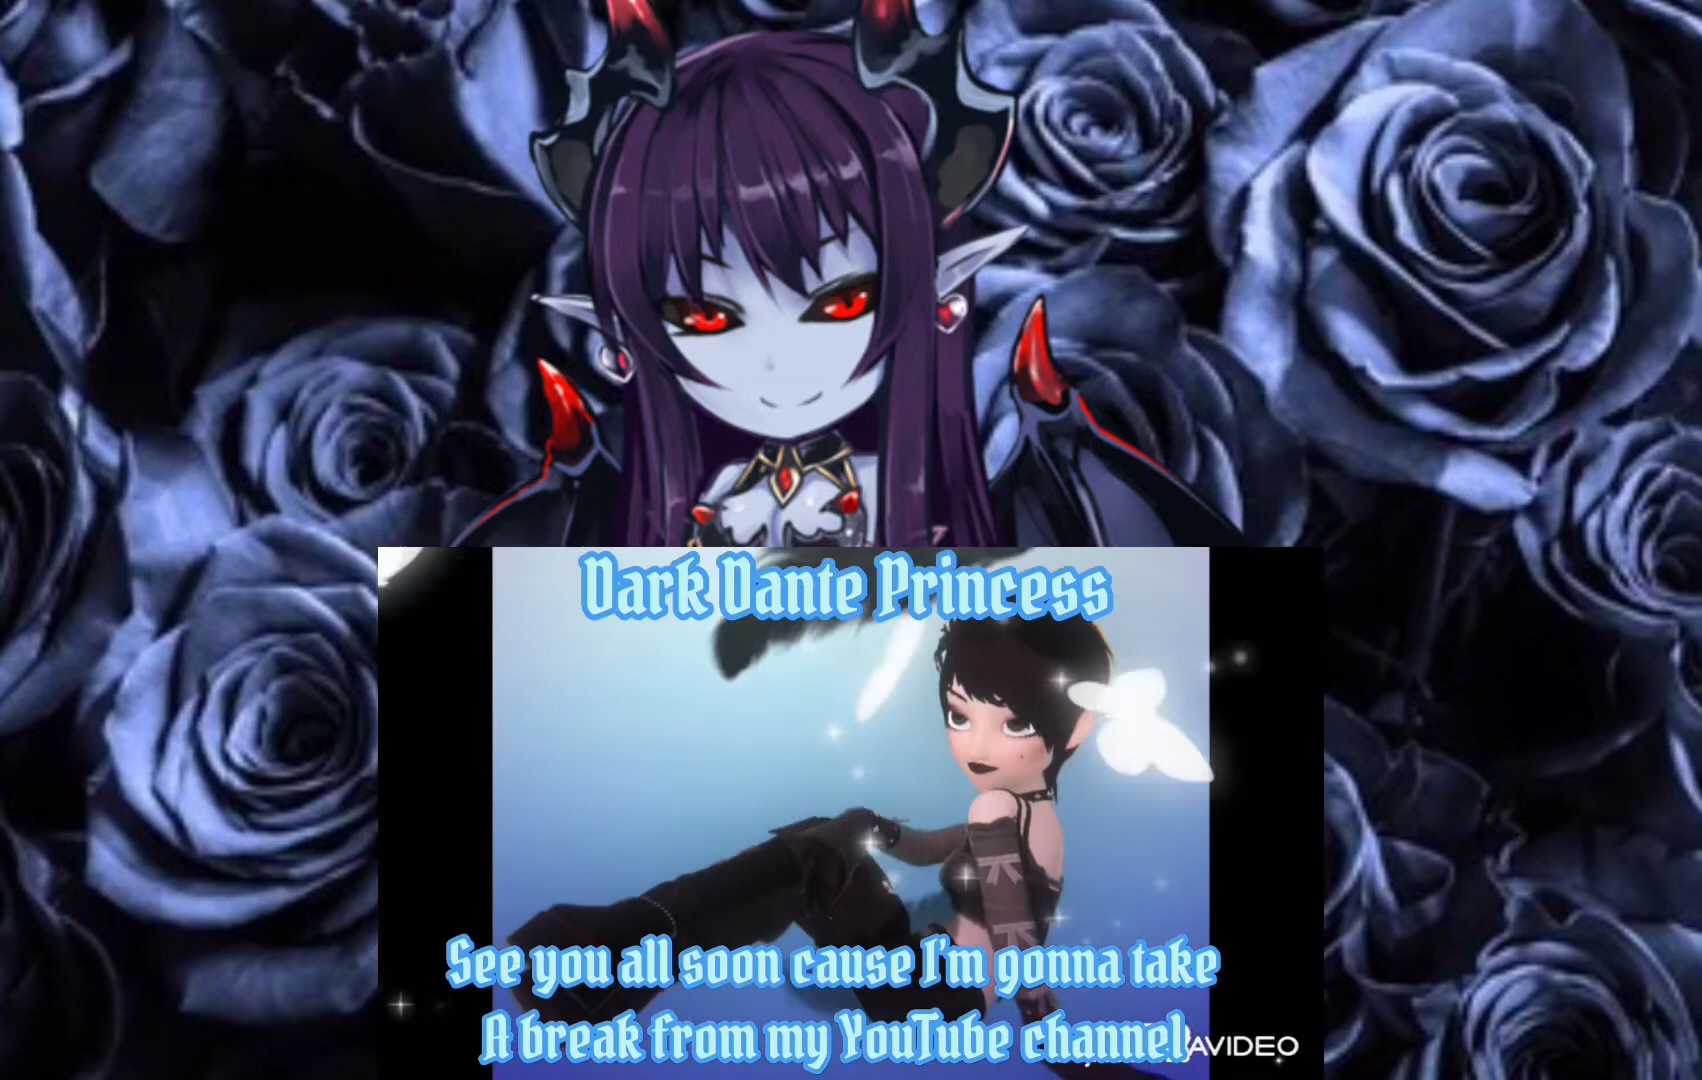 Dark Dante Princess
See you all soon cause I'm gonna take
A break from my YouTube channel
AVIDEO